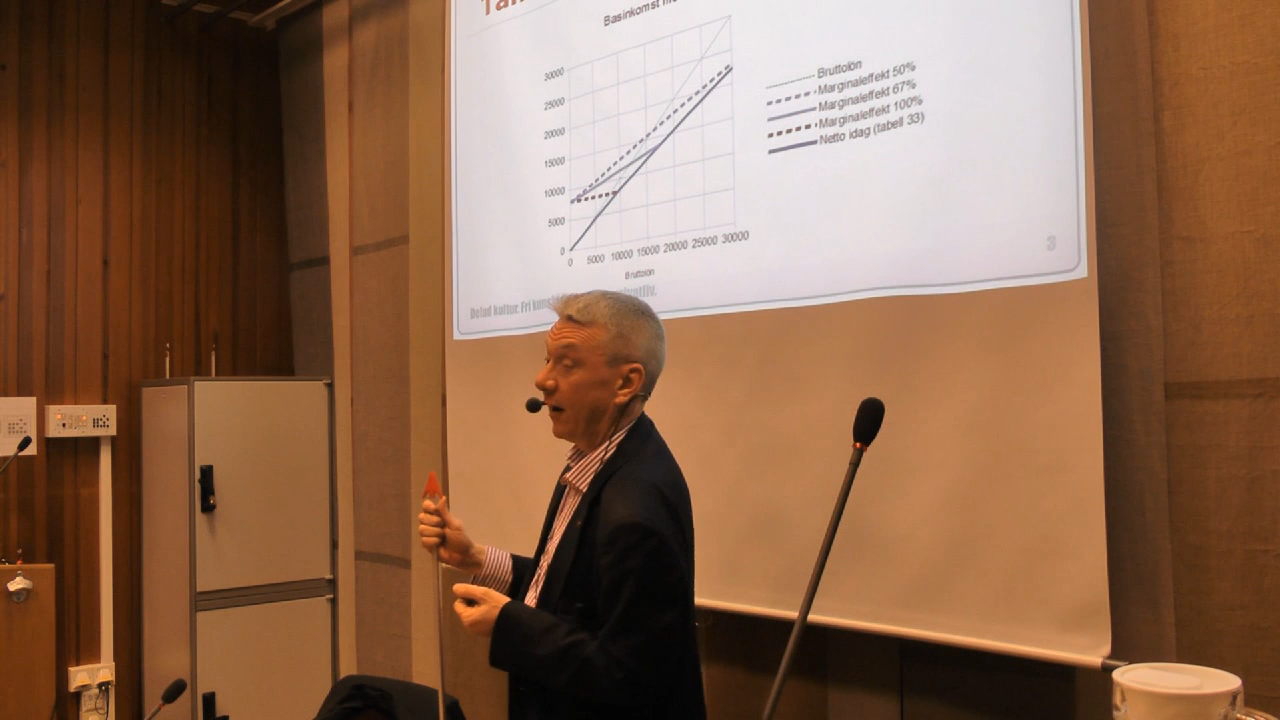 Basinkomst
30000
25000
20000
15000
10000
5000
0
0 5000 10000 15000 20000 25000 30000
Bruttolön
Bruttolön
Marginaleffekt 50%
Marginaleffekt 67%
Marginaleffekt 100%
Netto idag (tabell 33)
3
Delad kultur. Fri